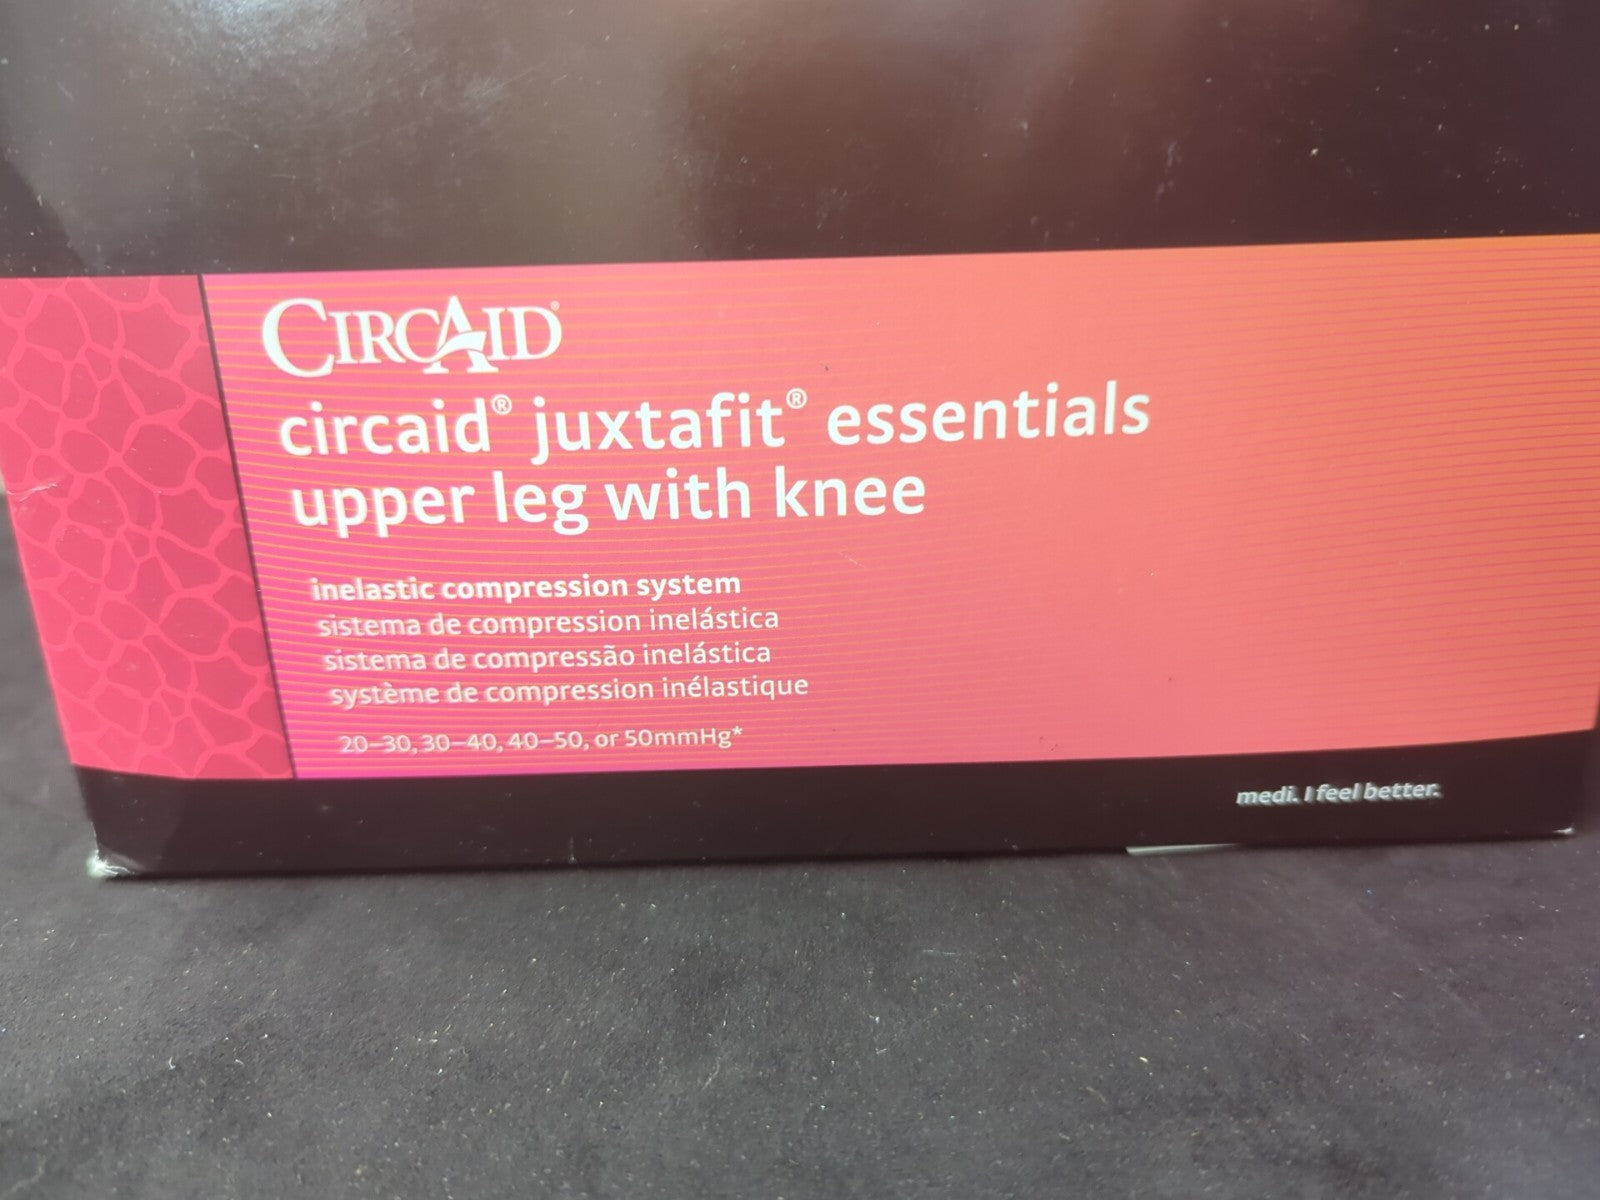 CIRCAID®
circaid® juxtafit® essentials
upper leg with knee
inelastic compression system
sistema de compression inelástica
sistema de compressão inelástica
système de compression inélastique
20–30, 30–40, 40–50, or 50mmHg*
medi. I feel better.